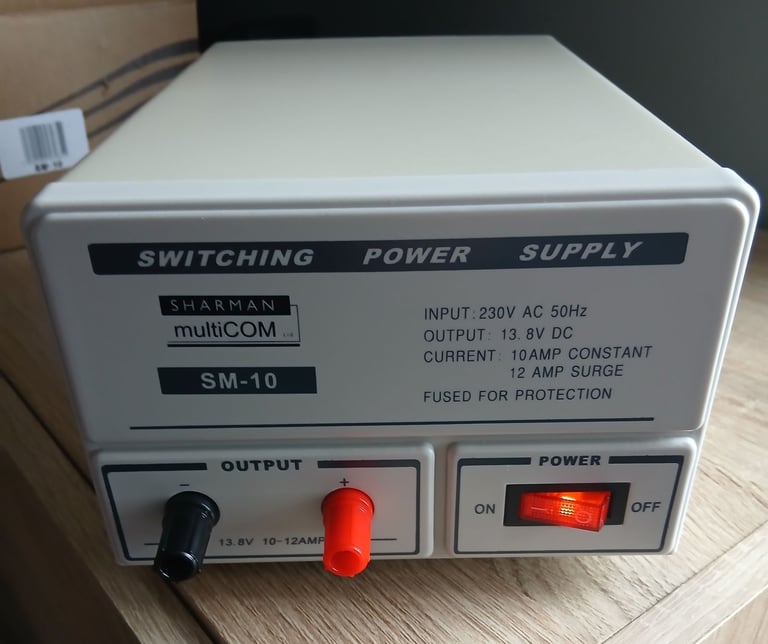 SM-10
SWITCHING POWER SUPPLY
SHARMAN
multiCOM Ltd
SM-10
INPUT: 230V AC 50Hz
OUTPUT: 13.8V DC
CURRENT: 10AMP CONSTANT
12 AMP SURGE
FUSED FOR PROTECTION
OUTPUT
- +
13.8V 10-12AMP
POWER
ON OFF